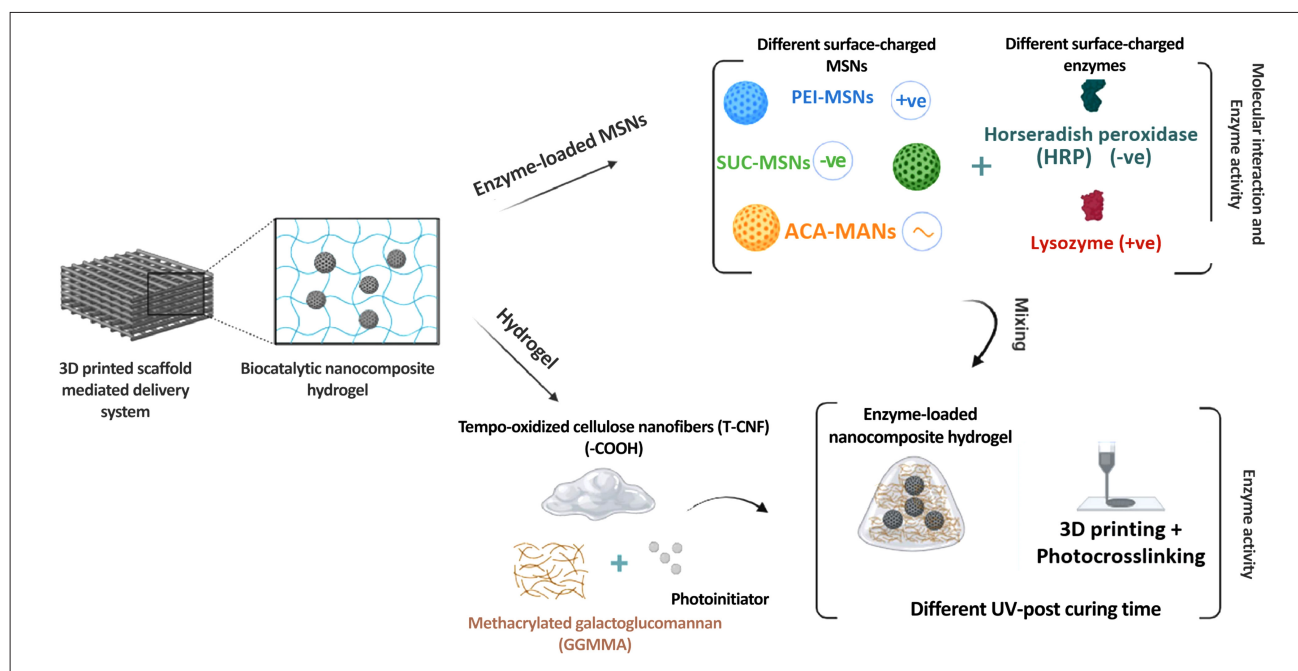 3D printed scaffold
mediated delivery
system
Biocatalytic nanocomposite
hydrogel
Enzyme-loaded MSNs
Hydrogel
Different surface-charged
MSNs
PEI-MSNs
+ve
SUC-MSNs
-ve
ACA-MANs
~
+
Different surface-charged
enzymes
Horseradish peroxidase
(HRP) (-ve)
Lysozyme (+ve)
Molecular interaction and
Enzyme activity
Mixing
Tempo-oxidized cellulose nanofibers (T-CNF)
(-COOH)
+
Photoinitiator
Methacrylated galactoglucomannan
(GGMMA)
Enzyme-loaded
nanocomposite hydrogel
3D printing +
Photocrosslinking
Different UV-post curing time
Enzyme activity